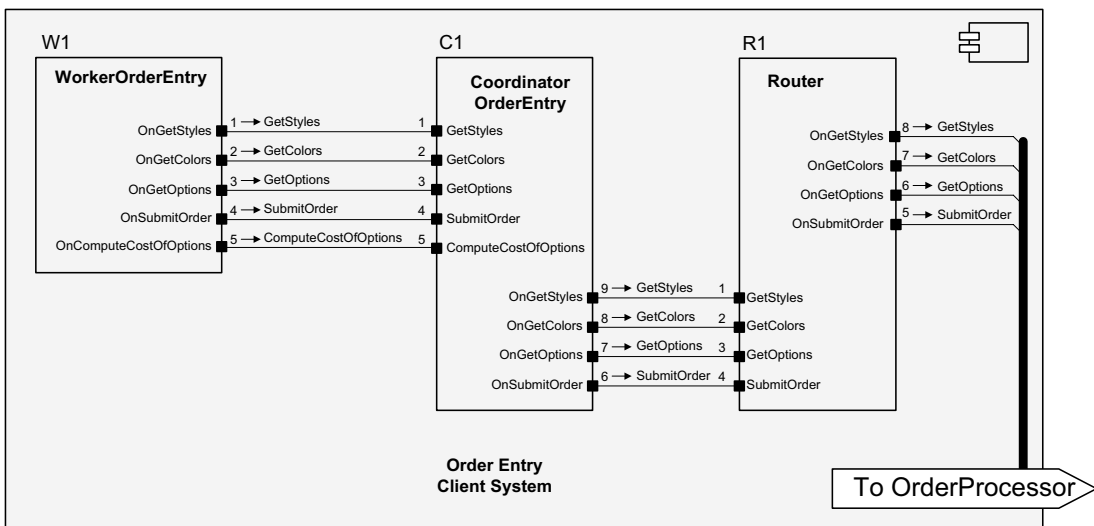 W1
WorkerOrderEntry
OnGetStyles
OnGetColors
OnGetOptions
OnSubmitOrder
OnComputeCostOfOptions
1 → GetStyles 1
2 → GetColors 2
3 → GetOptions 3
4 → SubmitOrder 4
5 → ComputeCostOfOptions 5
C1
Coordinator
OrderEntry
GetStyles
GetColors
GetOptions
SubmitOrder
ComputeCostOfOptions
OnGetStyles
OnGetColors
OnGetOptions
OnSubmitOrder
9 → GetStyles 1
8 → GetColors 2
7 → GetOptions 3
6 → SubmitOrder 4
R1
Router
OnGetStyles
OnGetColors
OnGetOptions
OnSubmitOrder
GetStyles
GetColors
GetOptions
SubmitOrder
8 → GetStyles
7 → GetColors
6 → GetOptions
5 → SubmitOrder
Order Entry
Client System
To OrderProcessor